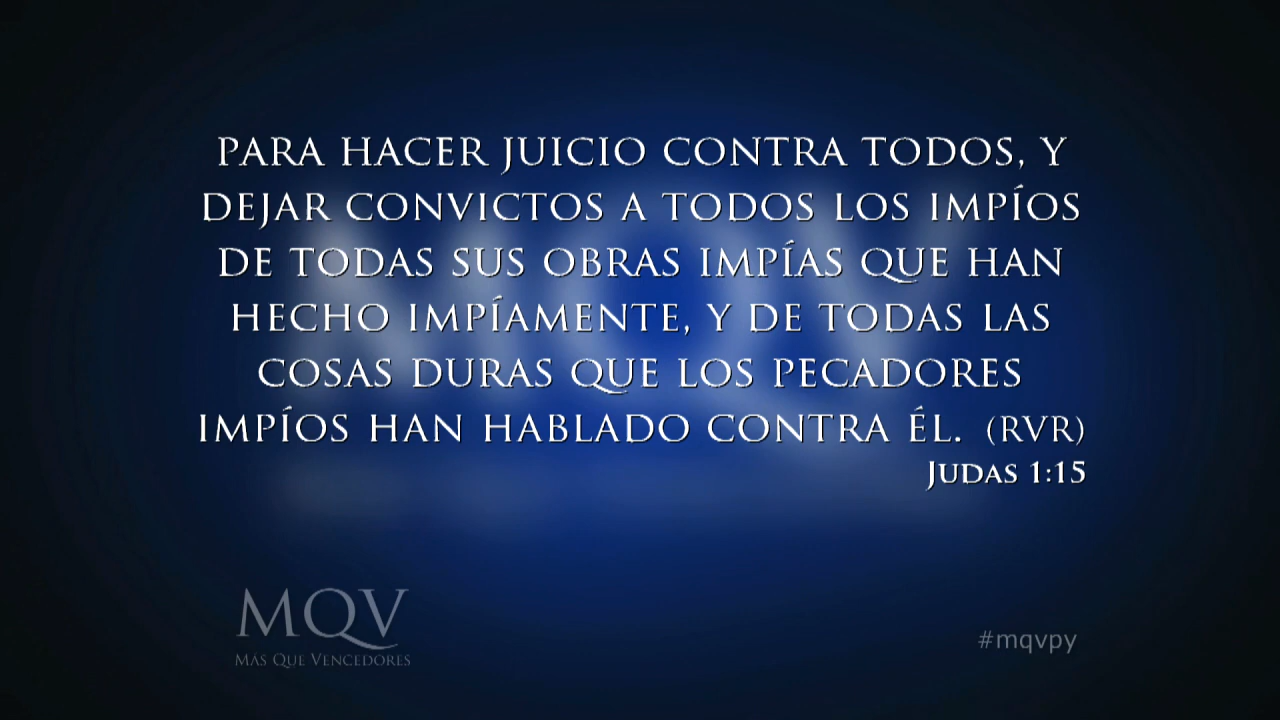 PARA HACER JUICIO CONTRA TODOS, Y
DEJAR CONVICTOS A TODOS LOS IMPÍOS
DE TODAS SUS OBRAS IMPÍAS QUE HAN
HECHO IMPÍAMENTE, Y DE TODAS LAS
COSAS DURAS QUE LOS PECADORES
IMPÍOS HAN HABLADO CONTRA ÉL. (RVR)
JUDAS 1:15
MQV
MÁS QUE VENCEDORES
#mqvpy